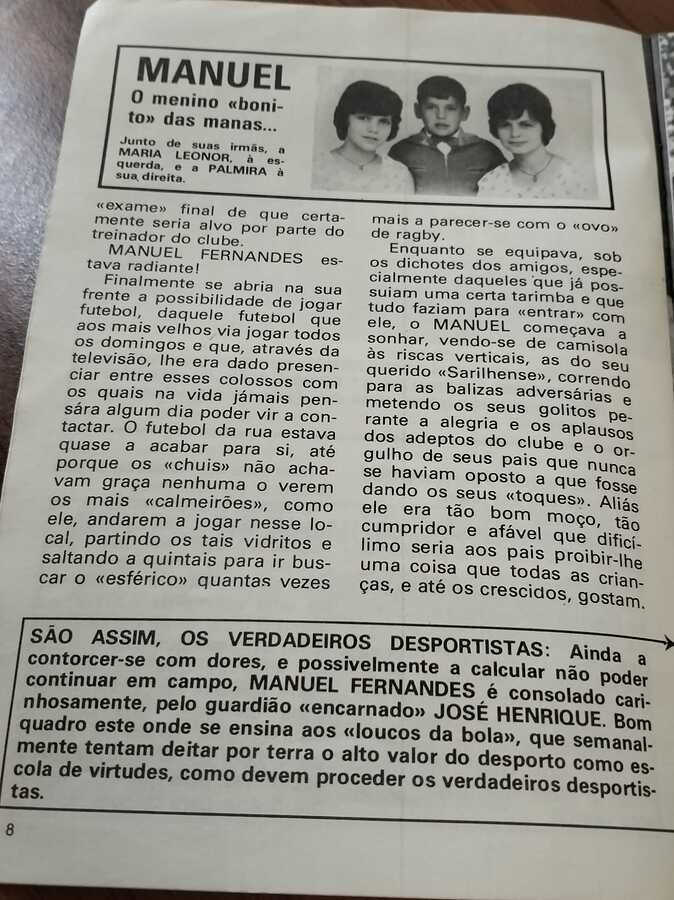 MANUEL
O menino «boni-
to» das manas...
Junto de suas irmãs, a
MARIA LEONOR, à es-
querda, e a PALMIRA à
sua direita.
«exame» final de que certa-
mente seria alvo por parte do
treinador do clube.
MANUEL FERNANDES es-
tava radiante!
Finalmente se abria na sua
frente a possibilidade de jogar
futebol, daquele futebol que
aos mais velhos via jogar todos
os domingos e que, através da
televisão, lhe era dado presen-
ciar entre esses colossos com
os quais na vida jámais pen-
sára algum dia poder vir a con-
tactar. O futebol da rua estava
quase a acabar para si, até
porque os «chuis» não acha-
vam graça nenhuma o verem
os mais «calmeirões», como
ele, andarem a jogar nesse lo-
cal, partindo os tais vidritos e
saltando a quintais para ir bus-
car o «esférico» quantas vezes
mais a parecer-se com o «ovo»
de ragby.
Enquanto se equipava, sob
os dichotes dos amigos, espe-
cialmente daqueles que já pos-
suiam uma certa tarimba e que
tudo faziam para «entrar» com
ele, o MANUEL começava a
sonhar, vendo-se de camisola
às riscas verticais, as do seu
querido «Sarilhense», correndo
para as balizas adversárias e
metendo os seus golitos pe-
rante a alegria e os aplausos
dos adeptos do clube e o or-
gulho de seus pais que nunca
se haviam oposto a que fosse
dando os seus «toques». Aliás
ele era tão bom moço, tão
cumpridor e afável que dificí-
limo seria aos pais proibir-lhe
uma coisa que todas as crian-
ças, e até os crescidos, gostam.
SÃO ASSIM, OS VERDADEIROS DESPORTISTAS: Ainda a
contorcer-se com dores, e possivelmente a calcular não poder
continuar em campo, MANUEL FERNANDES é consolado cari-
nhosamente, pelo guardião «encarnado» JOSÉ HENRIQUE. Bom
quadro este onde se ensina aos «loucos da bola», que semanal-
mente tentam deitar por terra o alto valor do desporto como es-
cola de virtudes, como devem proceder os verdadeiros desportis-
tas.
8